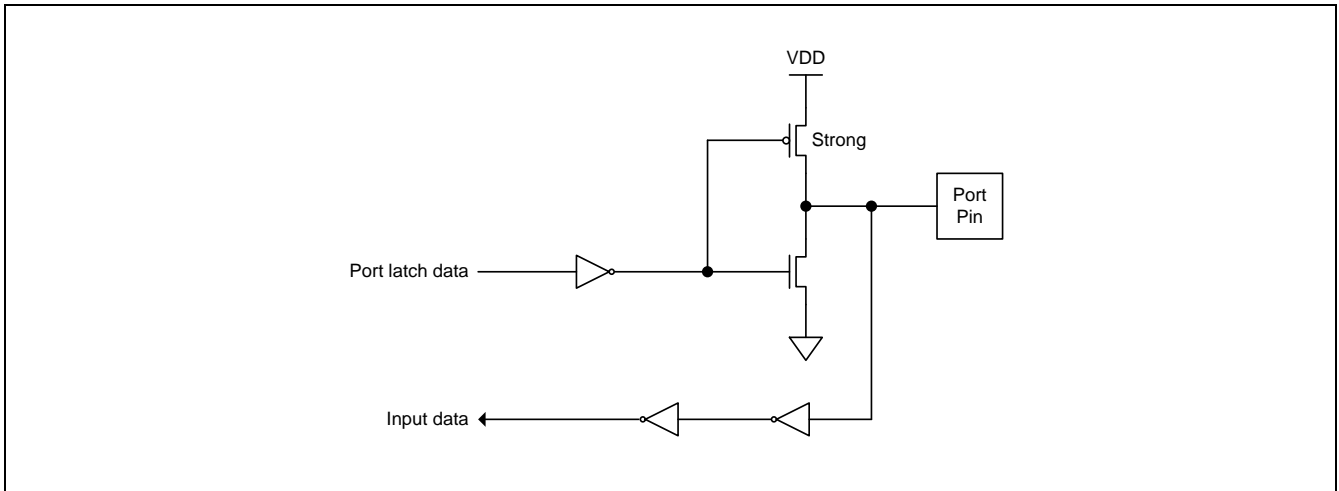 VDD
Strong
Port
Pin
Port latch data
Input data